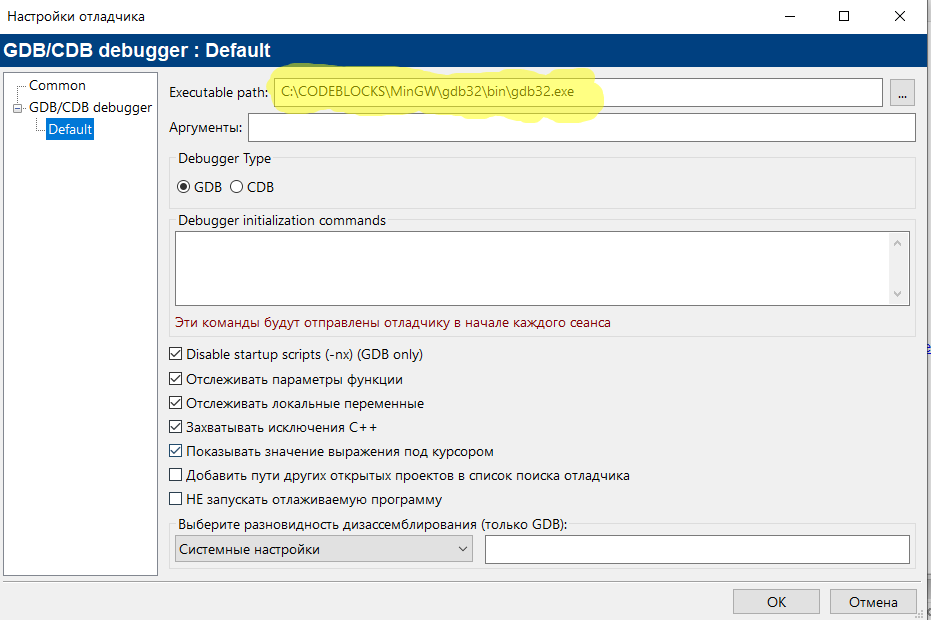 Настройки отладчика
GDB/CDB debugger : Default
Common
GDB/CDB debugger
Default
Executable path: C:\CODEBLOCKS\MinGW\gdb32\bin\gdb32.exe ...
Аргументы:
Debugger Type
GDB CDB
Debugger initialization commands
Эти команды будут отправлены отладчику в начале каждого сеанса
Disable startup scripts (-nx) (GDB only)
Отслеживать параметры функции
Отслеживать локальные переменные
Захватывать исключения C++
Показывать значение выражения под курсором
Добавить пути других открытых проектов в список поиска отладчика
НЕ запускать отлаживаемую программу
Выберите разновидность дизассемблирования (только GDB):
Системные настройки
ОК Отмена